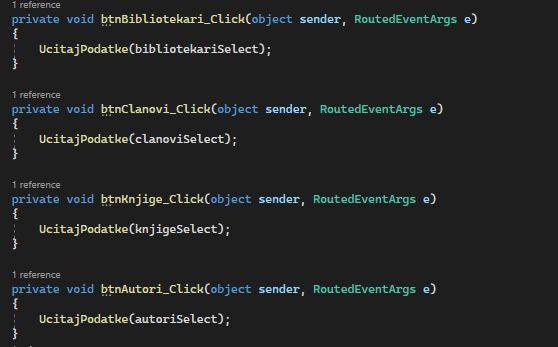 1 reference
private void btnBibliotekari_Click(object sender, RoutedEventArgs e)
{
UcitajPodatke(bibliotekariSelect);
}
1 reference
private void btnClanovi_Click(object sender, RoutedEventArgs e)
{
UcitajPodatke(clanoviSelect);
}
1 reference
private void btnKnjige_Click(object sender, RoutedEventArgs e)
{
UcitajPodatke(knjigeSelect);
}
1 reference
private void btnAutori_Click(object sender, RoutedEventArgs e)
{
UcitajPodatke(autoriSelect);
}